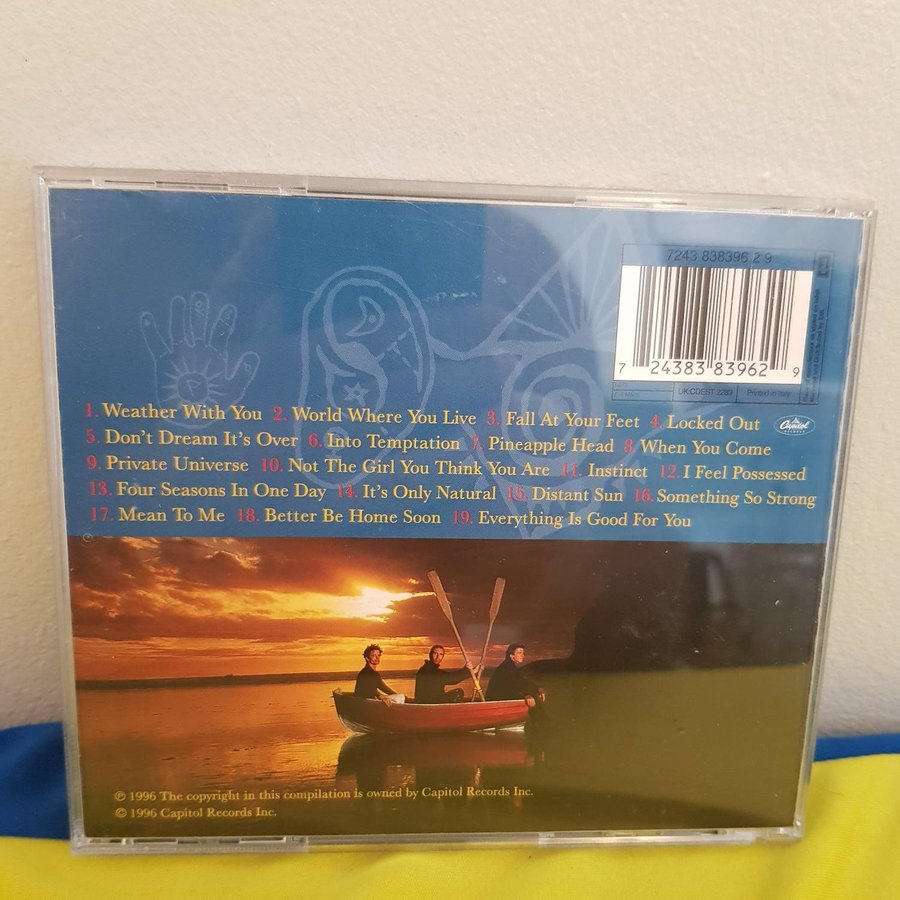 7243 838396 2 9
7 24383 83962 9
UK:CDEST 2283 Printed in Italy
Capitol
1. Weather With You 2. World Where You Live 3. Fall At Your Feet 4. Locked Out
5. Don't Dream It's Over 6. Into Temptation 7. Pineapple Head 8. When You Come
9. Private Universe 10. Not The Girl You Think You Are 11. Instinct 12. I Feel Possessed
13. Four Seasons In One Day 14. It's Only Natural 15. Distant Sun 16. Something So Strong
17. Mean To Me 18. Better Be Home Soon 19. Everything Is Good For You
℗ 1996 The copyright in this compilation is owned by Capitol Records Inc.
© 1996 Capitol Records Inc.